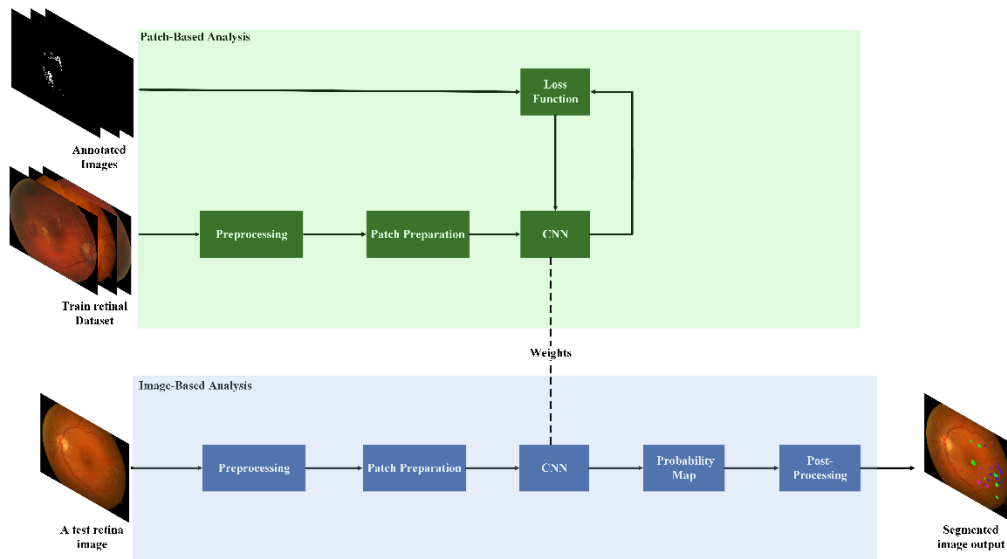 Patch-Based Analysis
Loss
Function
Annotated
Images
Preprocessing
Patch Preparation
CNN
Train retinal
Dataset
Weights
Image-Based Analysis
Preprocessing
Patch Preparation
CNN
Probability
Map
Post-
Processing
A test retina
image
Segmented
image output